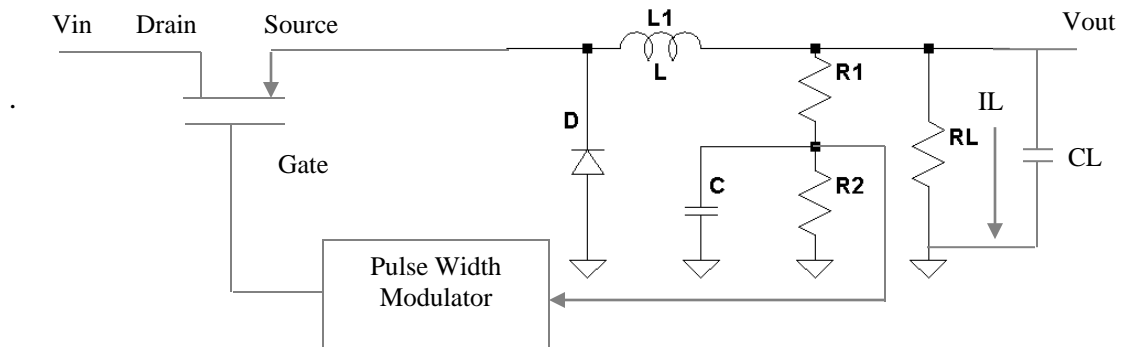 Vin Drain Source L1 Vout
L
R1
.
D
IL
RL
CL
Gate
C
R2
Pulse Width
Modulator